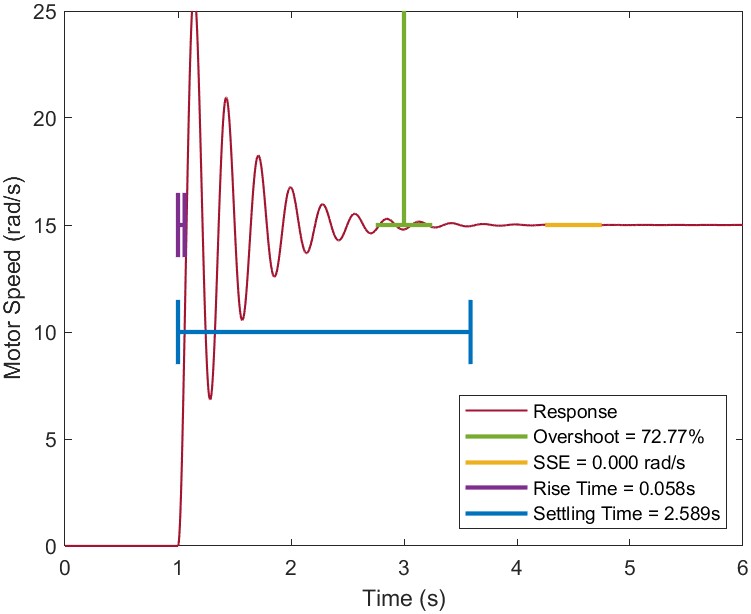 25
20
15
10
5
0
Motor Speed (rad/s)
0 1 2 3 4 5 6
Time (s)
Response
Overshoot = 72.77%
SSE = 0.000 rad/s
Rise Time = 0.058s
Settling Time = 2.589s